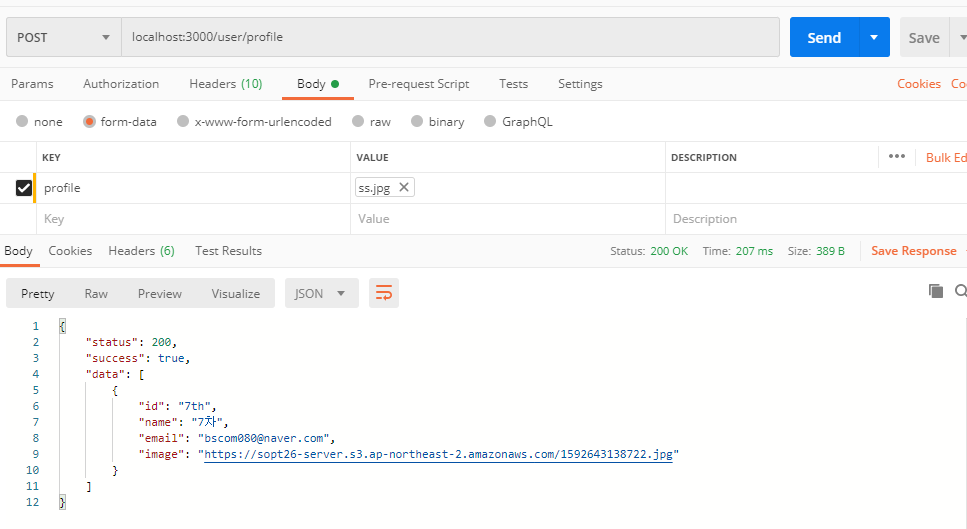 POST localhost:3000/user/profile Send Save
Params Authorization Headers (10) Body Pre-request Script Tests Settings Cookies Co
none form-data x-www-form-urlencoded raw binary GraphQL
KEY VALUE DESCRIPTION ••• Bulk Ed
profile ss.jpg
Key Value Description
Body Cookies Headers (6) Test Results Status: 200 OK Time: 207 ms Size: 389 B Save Response
Pretty Raw Preview Visualize JSON
1 {
2 "status": 200,
3 "success": true,
4 "data": [
5 {
6 "id": "7th",
7 "name": "7차",
8 "email": "bscom080@naver.com",
9 "image": "https://sopt26-server.s3.ap-northeast-2.amazonaws.com/1592643138722.jpg"
10 }
11 ]
12 }